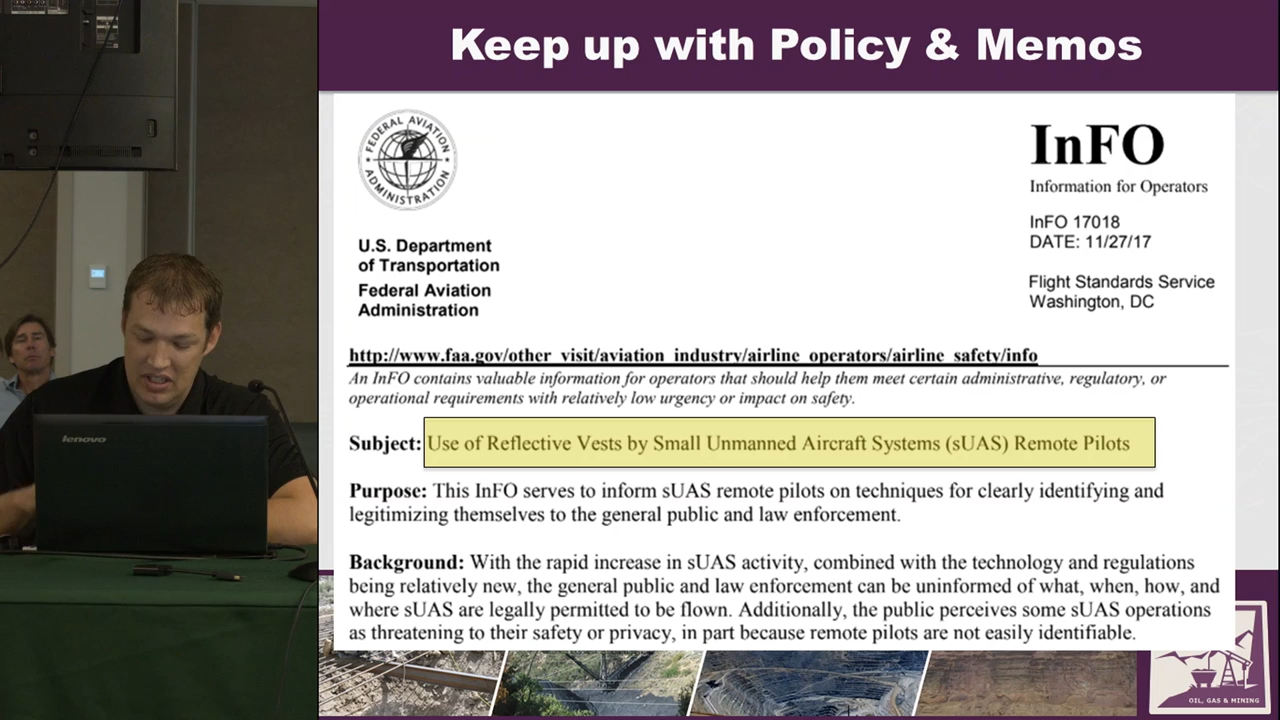 Keep up with Policy & Memos
FEDERAL AVIATION
ADMINISTRATION
InFO
Information for Operators
InFO 17018
DATE: 11/27/17
U.S. Department
of Transportation
Federal Aviation
Administration
Flight Standards Service
Washington, DC
http://www.faa.gov/other_visit/aviation_industry/airline_operators/airline_safety/info
An InFO contains valuable information for operators that should help them meet certain administrative, regulatory, or
operational requirements with relatively low urgency or impact on safety.
Subject: Use of Reflective Vests by Small Unmanned Aircraft Systems (sUAS) Remote Pilots
Purpose: This InFO serves to inform sUAS remote pilots on techniques for clearly identifying and
legitimizing themselves to the general public and law enforcement.
Background: With the rapid increase in sUAS activity, combined with the technology and regulations
being relatively new, the general public and law enforcement can be uninformed of what, when, how, and
where sUAS are legally permitted to be flown. Additionally, the public perceives some sUAS operations
as threatening to their safety or privacy, in part because remote pilots are not easily identifiable.
lenovo
OIL, GAS & MINING